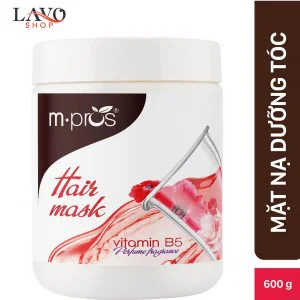 LAVO
SHOP
m·pros®
Hair
mask
vitamin B5
Perfume fragrance
MẶT NẠ DƯỠNG TÓC
600 g